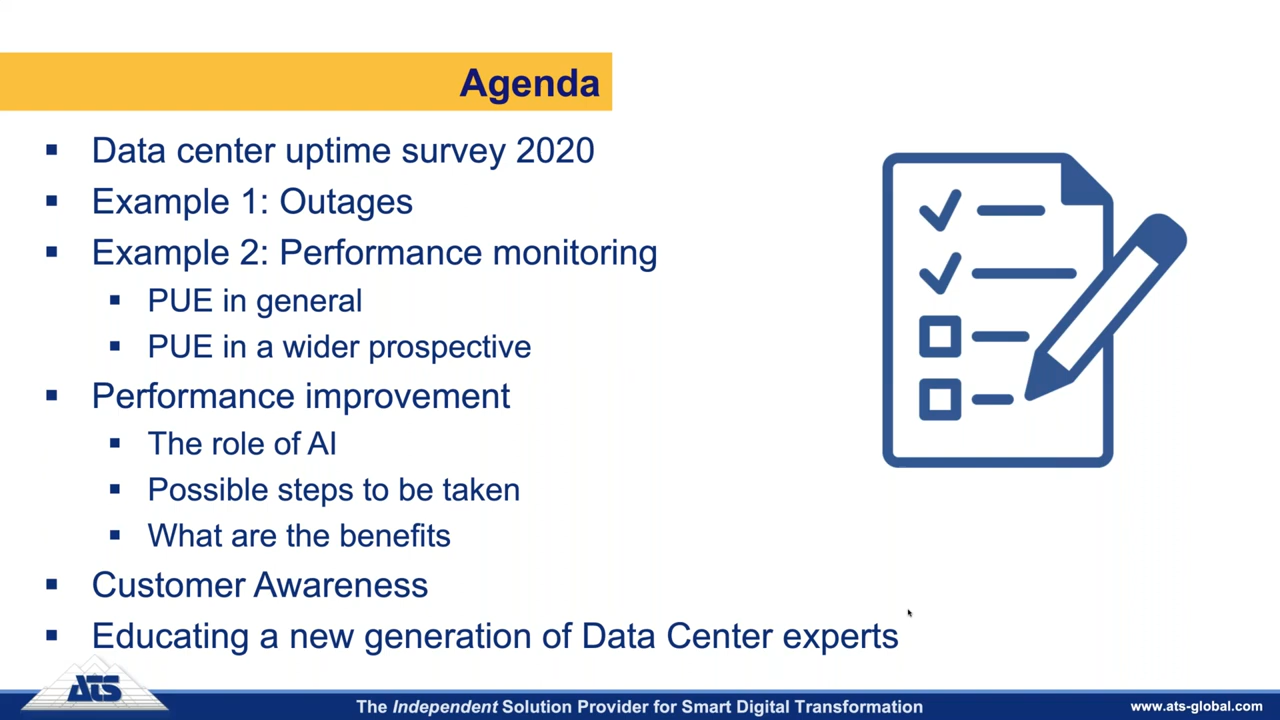 Agenda
▪ Data center uptime survey 2020
▪ Example 1: Outages
▪ Example 2: Performance monitoring
▪ PUE in general
▪ PUE in a wider prospective
▪ Performance improvement
▪ The role of AI
▪ Possible steps to be taken
▪ What are the benefits
▪ Customer Awareness
▪ Educating a new generation of Data Center experts
ATS
The Independent Solution Provider for Smart Digital Transformation
www.ats-global.com